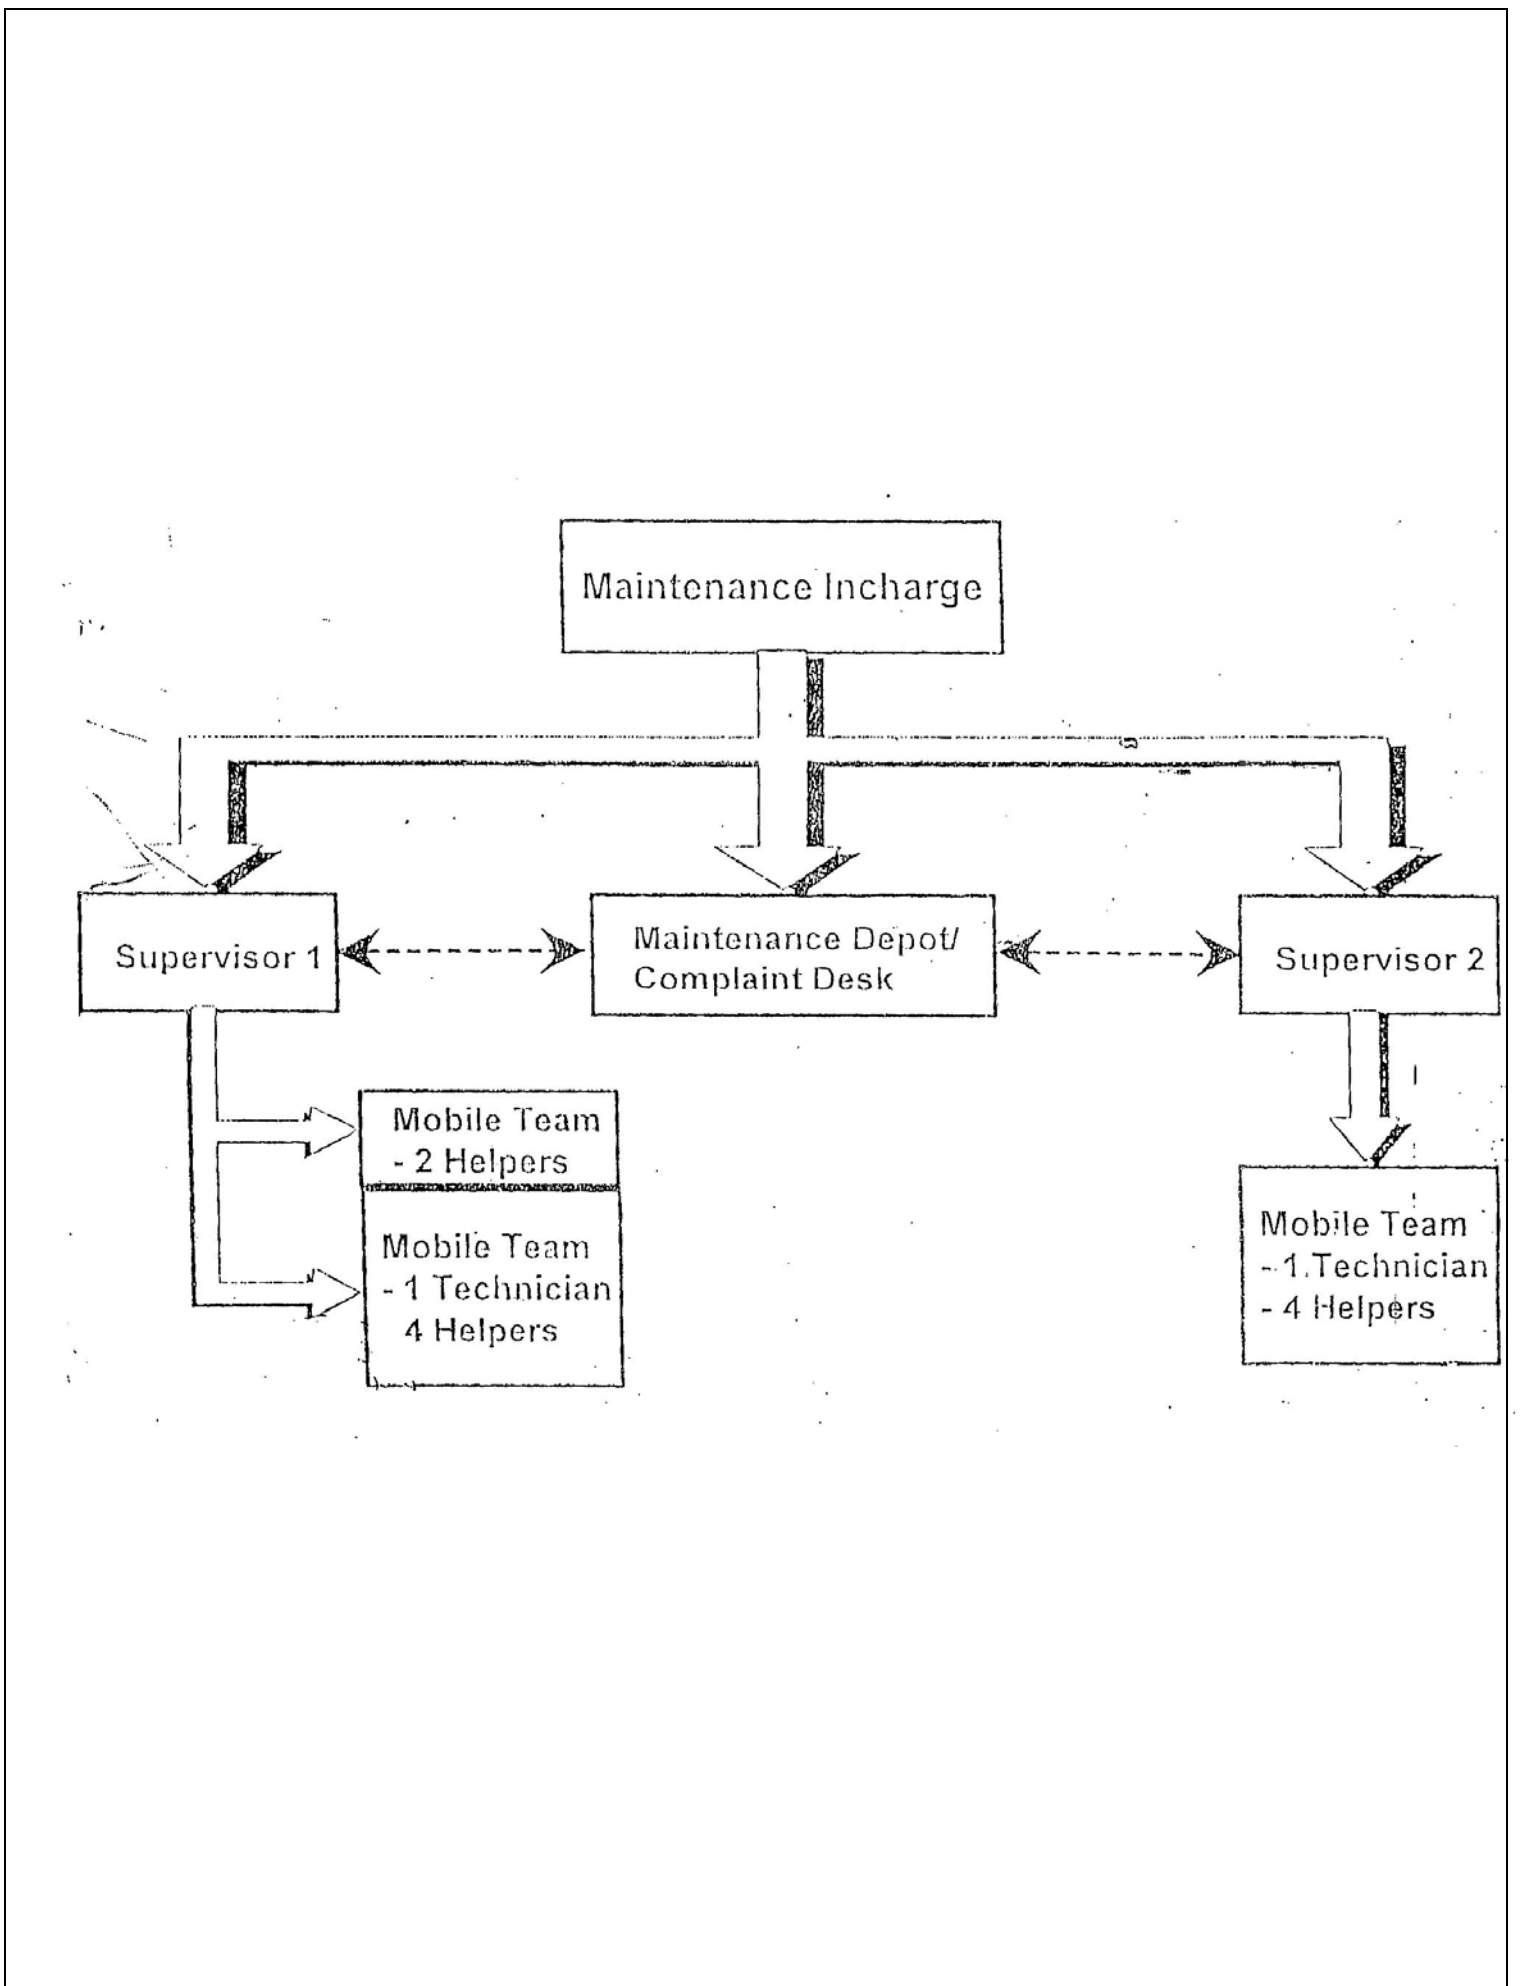 Maintenance Incharge
Supervisor 1
Maintenance Depot/
Complaint Desk
Supervisor 2
Mobile Team
- 2 Helpers
Mobile Team
- 1 Technician
4 Helpers
Mobile Team
- 1 Technician
- 4 Helpers